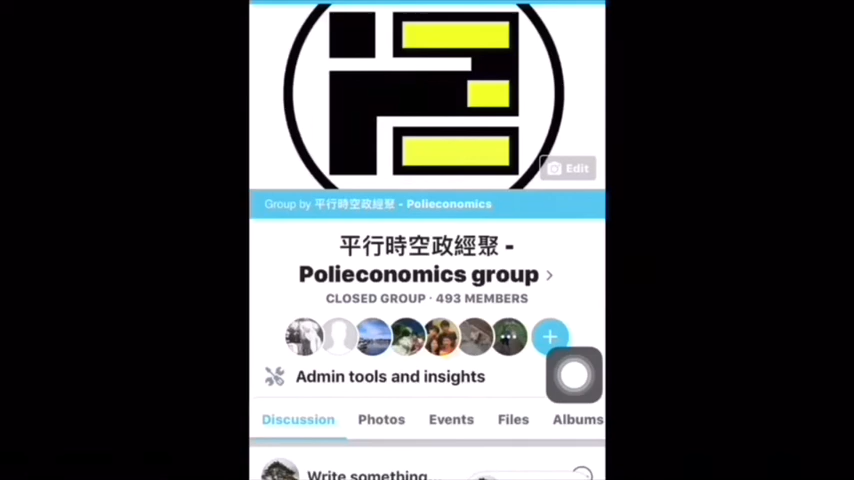 Edit
Group by 平行時空政經聚 - Polieconomics
平行時空政經聚 -
Polieconomics group >
CLOSED GROUP · 493 MEMBERS
Admin tools and insights
Discussion Photos Events Files Albums
Write something...